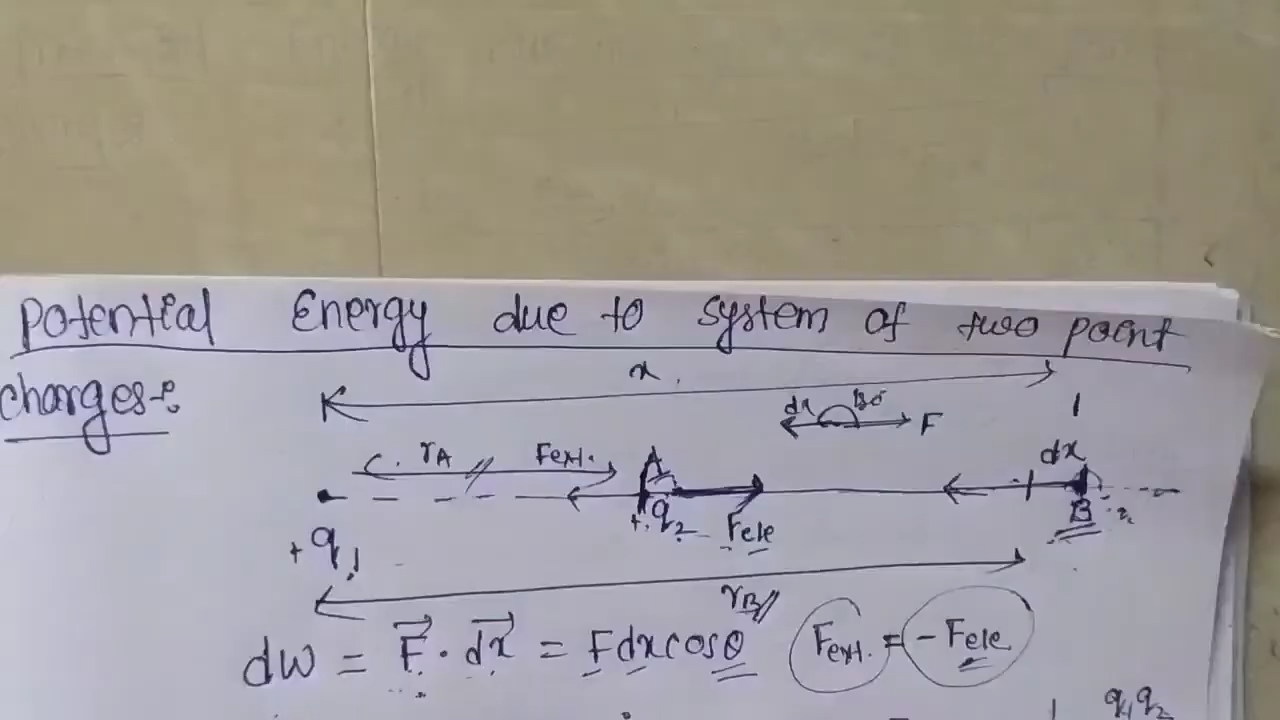 Potential Energy due to system of two point
charges-:
x
dx 180° F
rA Fext. A dx
+q1 +q2 Fele B
rB
dw = F⃗ · dx⃗ = Fdxcosθ Fext. = -Fele
q1q2